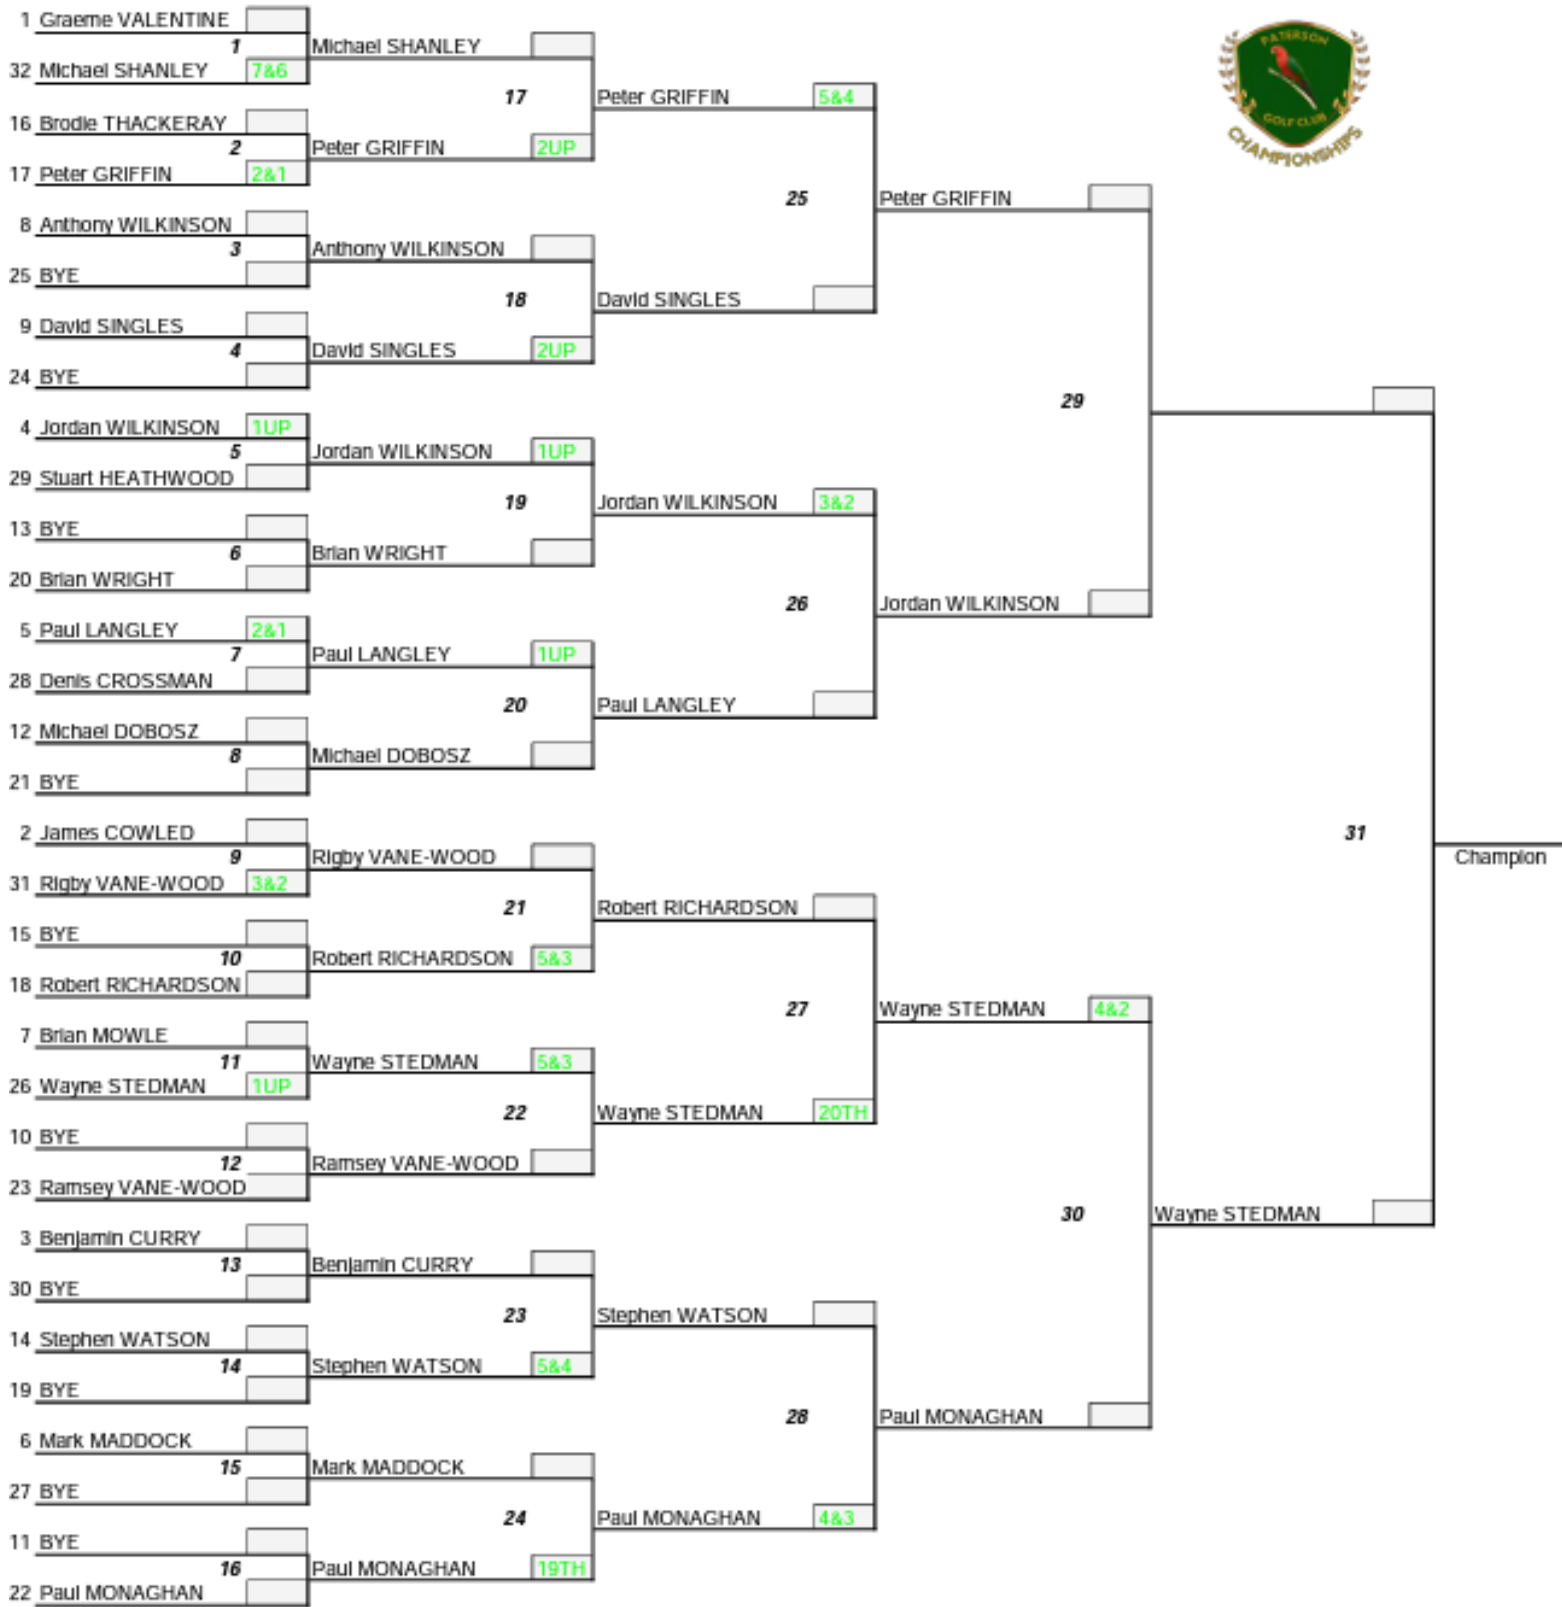 1 Graeme VALENTINE
1
32 Michael SHANLEY 7&6
16 Brodie THACKERAY
2
17 Peter GRIFFIN 2&1
8 Anthony WILKINSON
3
25 BYE
9 David SINGLES
4
24 BYE
4 Jordan WILKINSON 1UP
5
29 Stuart HEATHWOOD
13 BYE
6
20 Brian WRIGHT
5 Paul LANGLEY 2&1
7
28 Denis CROSSMAN
12 Michael DOBOSZ
8
21 BYE
2 James COWLED
9
31 Rigby VANE-WOOD 3&2
15 BYE
10
18 Robert RICHARDSON
7 Brian MOWLE
11
26 Wayne STEDMAN 1UP
10 BYE
12
23 Ramsey VANE-WOOD
3 Benjamin CURRY
13
30 BYE
14 Stephen WATSON
14
19 BYE
6 Mark MADDOCK
15
27 BYE
11 BYE
16
22 Paul MONAGHAN
Michael SHANLEY
17
Peter GRIFFIN 2UP
Anthony WILKINSON
18
David SINGLES 2UP
Jordan WILKINSON 1UP
19
Brian WRIGHT
Paul LANGLEY 1UP
20
Michael DOBOSZ
Rigby VANE-WOOD
21
Robert RICHARDSON 5&3
Wayne STEDMAN 5&3
22
Ramsey VANE-WOOD
Benjamin CURRY
23
Stephen WATSON 5&4
Mark MADDOCK
24
Paul MONAGHAN 19TH
Peter GRIFFIN 5&4
25
David SINGLES
Jordan WILKINSON 3&2
26
Paul LANGLEY
Robert RICHARDSON
27
Wayne STEDMAN 20TH
Stephen WATSON
28
Paul MONAGHAN 4&3
Peter GRIFFIN
29
Jordan WILKINSON
Wayne STEDMAN 4&2
30
Paul MONAGHAN
Wayne STEDMAN
31
Champion
PATERSON
GOLF CLUB
CHAMPIONSHIPS